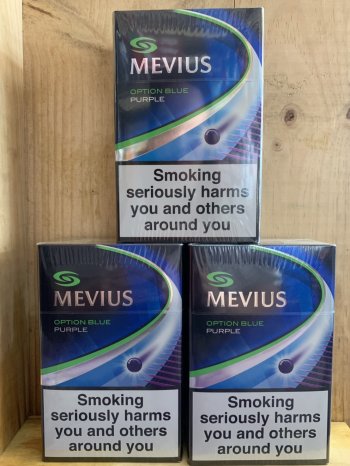 MEVIUS
OPTION BLUE
PURPLE
Smoking
seriously harms
you and others
around you
MEVIUS
OPTION BLUE
PURPLE
Smoking
seriously harms
you and others
around you
MEVIUS
OPTION BLUE
PURPLE
Smoking
seriously harms
you and others
around you